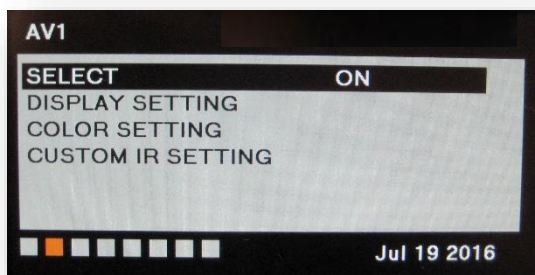 AV1
SELECT ON
DISPLAY SETTING
COLOR SETTING
CUSTOM IR SETTING
Jul 19 2016